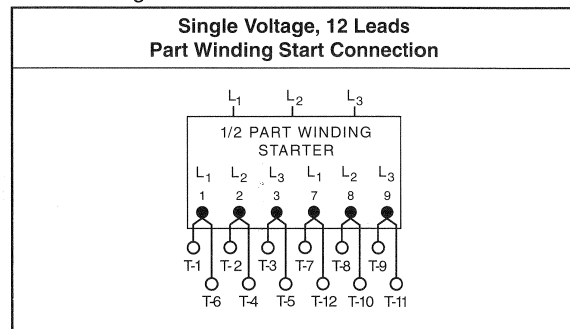 Single Voltage, 12 Leads
Part Winding Start Connection
L1 L2 L3
1/2 PART WINDING
STARTER
L1 L2 L3 L1 L2 L3
1 2 3 7 8 9
T-1 T-2 T-3 T-7 T-8 T-9
T-6 T-4 T-5 T-12 T-10 T-11